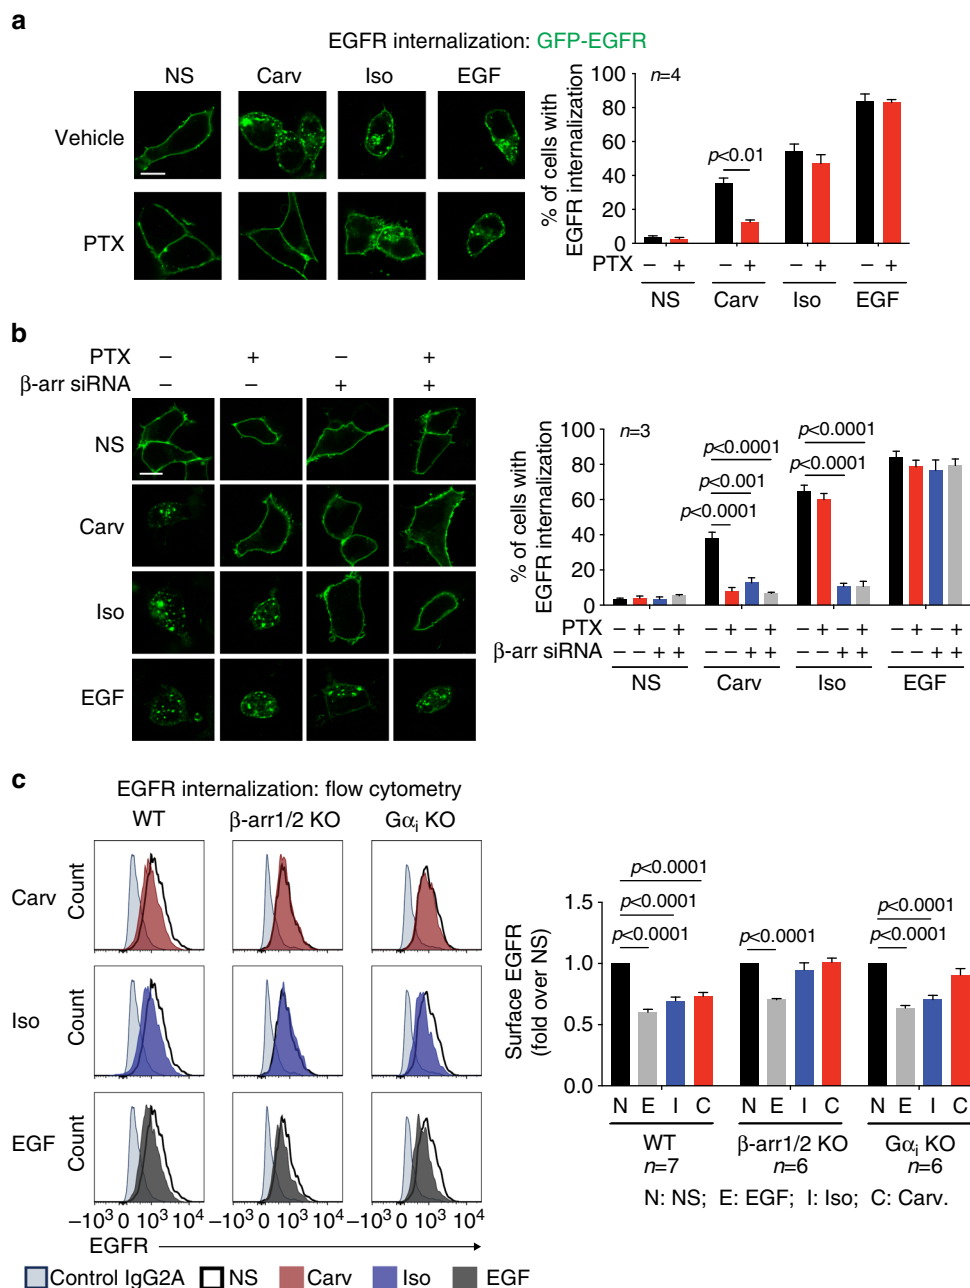 a
EGFR internalization: GFP-EGFR
NS Carv Iso EGF
Vehicle
PTX
% of cells with
EGFR internalization
100
80
60
40
20
0
n=4
p<0.01
PTX – + – + – + – +
NS Carv Iso EGF
b
PTX – + – +
β-arr siRNA – – + +
NS
Carv
Iso
EGF
% of cells with
EGFR internalization
100
80
60
40
20
0
n=3
p<0.0001
p<0.0001
p<0.0001
p<0.001
p<0.0001
PTX – + – + – + – + – + – + – + – +
β-arr siRNA – – + + – – + + – – + + – – + +
NS Carv Iso EGF
c
EGFR internalization: flow cytometry
WT β-arr1/2 KO Gαi KO
Carv Count
Iso Count
EGF Count
–10³ 0 10³ 10⁴ –10³ 0 10³ 10⁴ –10³ 0 10³ 10⁴
EGFR
Control IgG2A NS Carv Iso EGF
Surface EGFR
(fold over NS)
1.5
1.0
0.5
0.0
p<0.0001
p<0.0001
p<0.0001
p<0.0001
p<0.0001
p<0.0001
N E I C N E I C N E I C
WT β-arr1/2 KO Gαi KO
n=7 n=6 n=6
N: NS; E: EGF; I: Iso; C: Carv.